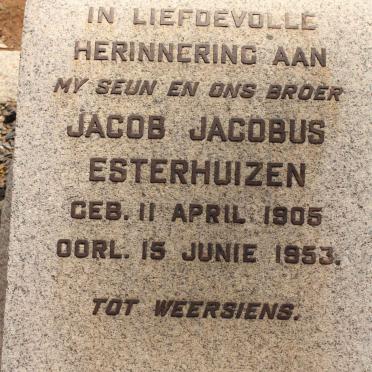 IN LIEFDEVOLLE
HERINNERING AAN
MY SEUN EN ONS BROER
JACOB JACOBUS
ESTERHUIZEN
GEB. 11 APRIL 1905
OORL. 15 JUNIE 1953.
TOT WEERSIENS.